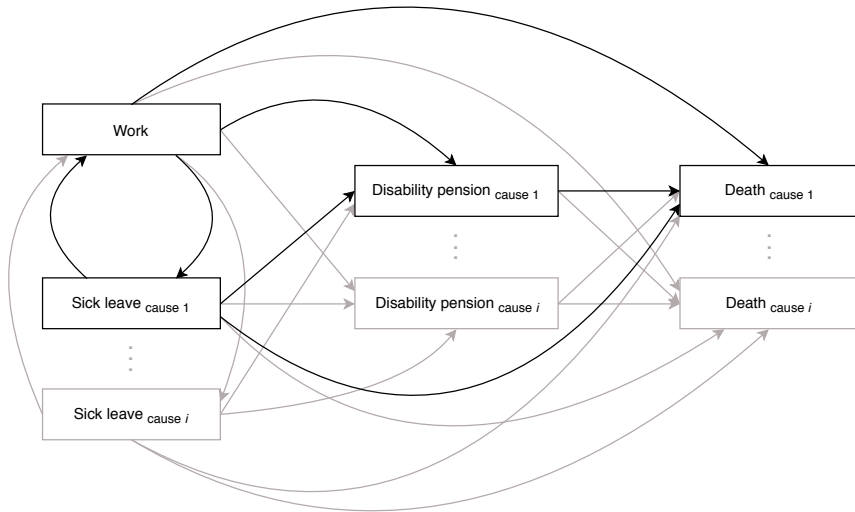 Work
Disability pension cause 1
Death cause 1
Sick leave cause 1
Disability pension cause i
Death cause i
Sick leave cause i